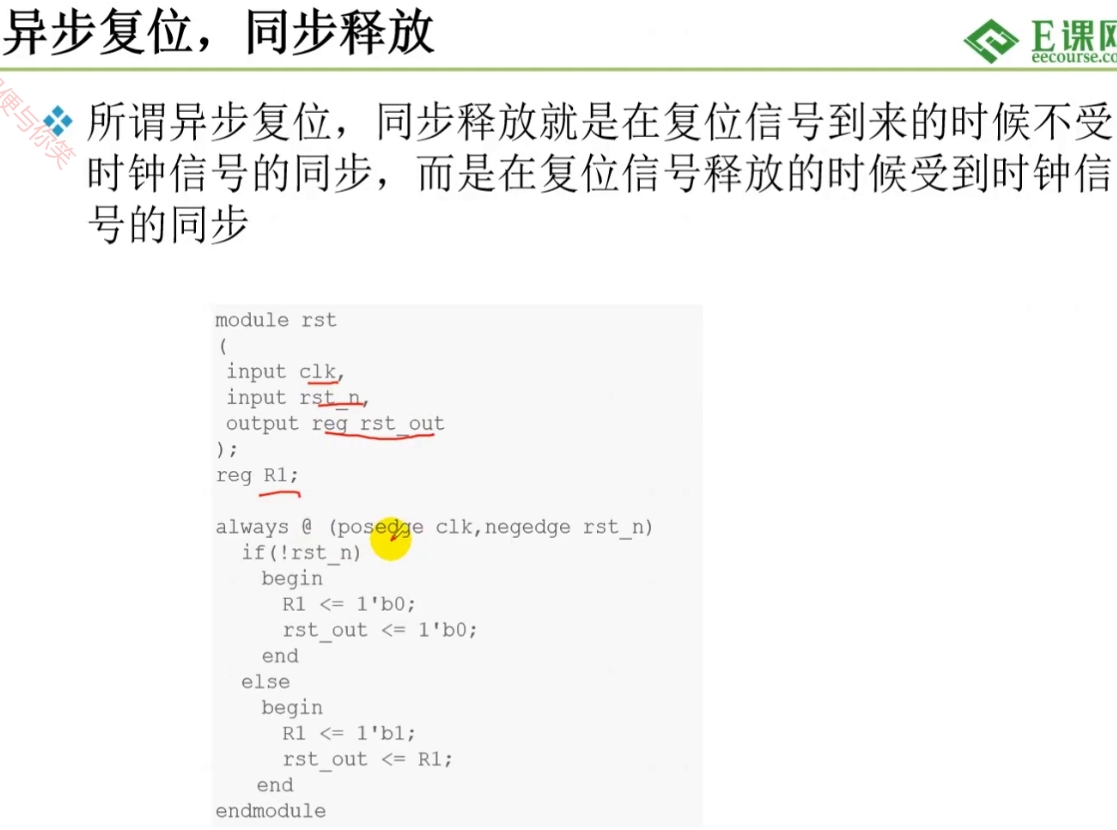 异步复位，同步释放
E课网
eecourse.co
便与你笑
所谓异步复位，同步释放就是在复位信号到来的时候不受
时钟信号的同步，而是在复位信号释放的时候受到时钟信
号的同步
module rst
(
input clk,
input rst_n,
output reg rst_out
);
reg R1;
always @ (posedge clk,negedge rst_n)
if(!rst_n)
begin
R1 <= 1'b0;
rst_out <= 1'b0;
end
else
begin
R1 <= 1'b1;
rst_out <= R1;
end
endmodule